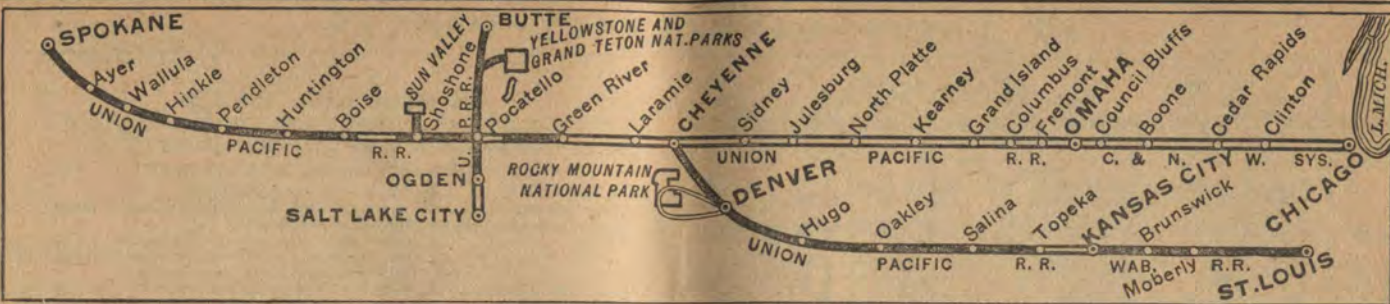 SPOKANE
Ayer
Wallula
Hinkle
Pendleton
Huntington
Boise
SUN VALLEY
Shoshone
BUTTE
YELLOWSTONE AND
GRAND TETON NAT. PARKS
Pocatello
Green River
Laramie
CHEYENNE
Sidney
Julesburg
North Platte
Kearney
Grand Island
Columbus
Fremont
OMAHA
Council Bluffs
Boone
Cedar Rapids
Clinton
CHICAGO
L. MICH.
UNION PACIFIC R. R.
U. P. R. R.
UNION PACIFIC R. R.
C. & N. W. SYS.
OGDEN
SALT LAKE CITY
ROCKY MOUNTAIN
NATIONAL PARK
DENVER
Hugo
Oakley
Salina
Topeka
KANSAS CITY
Brunswick
Moberly
ST. LOUIS
UNION PACIFIC R. R.
WAB. R.R.